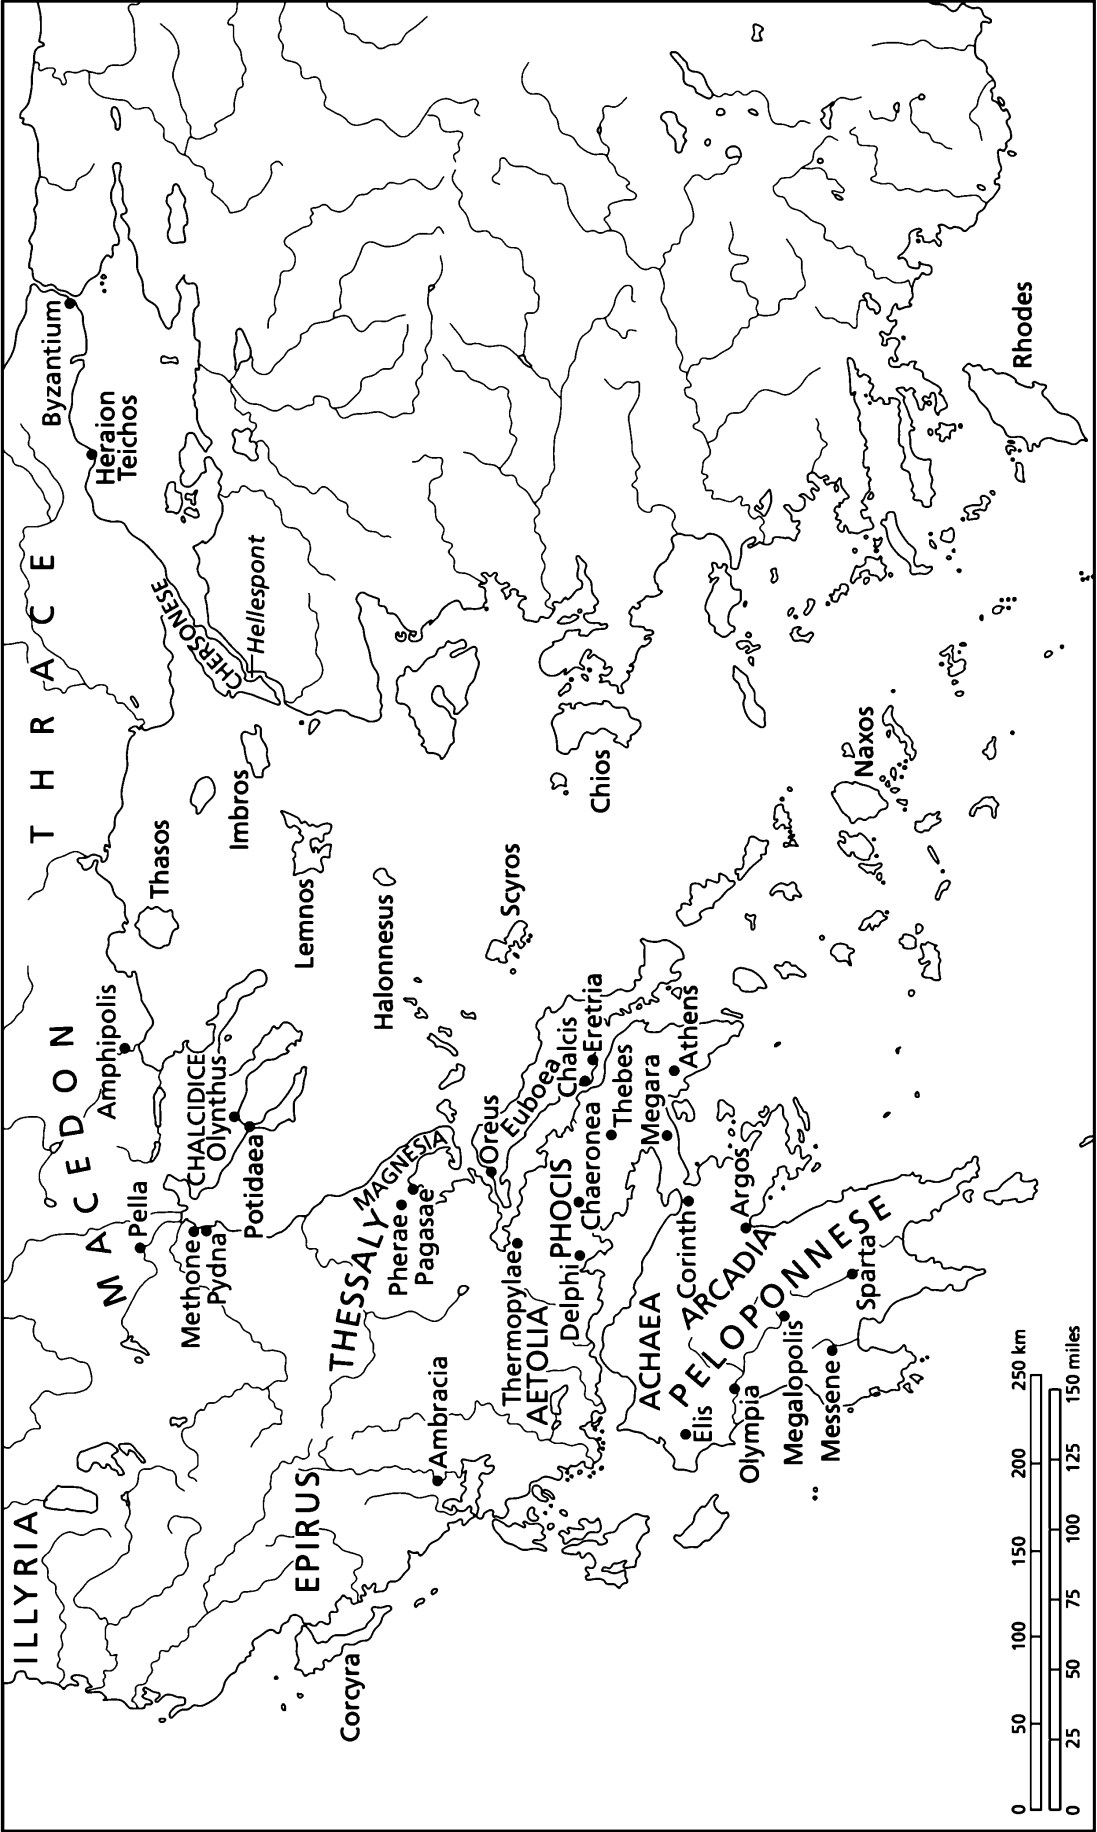 ILLYRIA
MACEDON
THRACE
Byzantium
Heraion
Teichos
CHERSONESE
Hellespont
Amphipolis
Pella
Methone
Pydna
CHALCIDICE
Olynthus
Potidaea
Thasos
Imbros
Lemnos
Halonnesus
Scyros
Chios
Naxos
Rhodes
EPIRUS
Corcyra
Ambracia
THESSALY
MAGNESIA
Pherae
Pagasae
Oreus
Euboea
Chalcis
Eretria
Thermopylae
AETOLIA
Delphi
PHOCIS
Chaeronea
Thebes
Megara
Athens
ACHAEA
Corinth
Argos
ARCADIA
PELOPONNESE
Elis
Olympia
Megalopolis
Messene
Sparta
0 50 100 150 200 250 km
0 25 50 75 100 125 150 miles